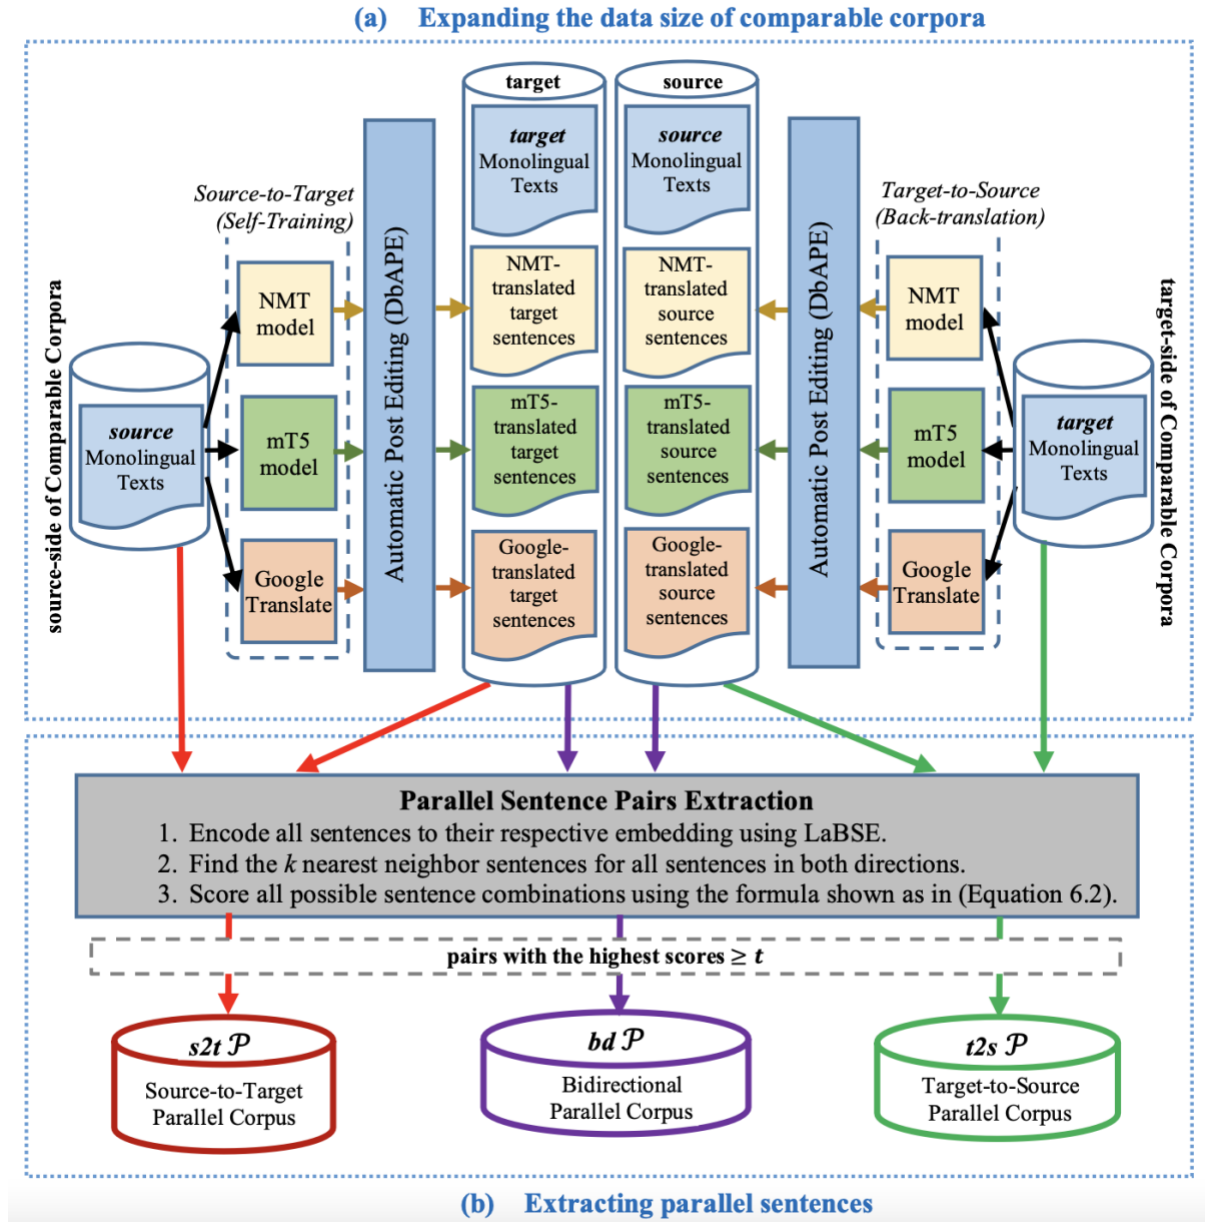 (a) Expanding the data size of comparable corpora
source-side of Comparable Corpora
source
Monolingual
Texts
Source-to-Target
(Self-Training)
NMT
model
mT5
model
Google
Translate
Automatic Post Editing (DbAPE)
target
target
Monolingual
Texts
NMT-
translated
target
sentences
mT5-
translated
target
sentences
Google-
translated
target
sentences
source
source
Monolingual
Texts
NMT-
translated
source
sentences
mT5-
translated
source
sentences
Google-
translated
source
sentences
Automatic Post Editing (DbAPE)
Target-to-Source
(Back-translation)
NMT
model
mT5
model
Google
Translate
target
Monolingual
Texts
target-side of Comparable Corpora
Parallel Sentence Pairs Extraction
1. Encode all sentences to their respective embedding using LaBSE.
2. Find the k nearest neighbor sentences for all sentences in both directions.
3. Score all possible sentence combinations using the formula shown as in (Equation 6.2).
pairs with the highest scores ≥ t
s2t 𝒫
Source-to-Target
Parallel Corpus
bd 𝒫
Bidirectional
Parallel Corpus
t2s 𝒫
Target-to-Source
Parallel Corpus
(b) Extracting parallel sentences